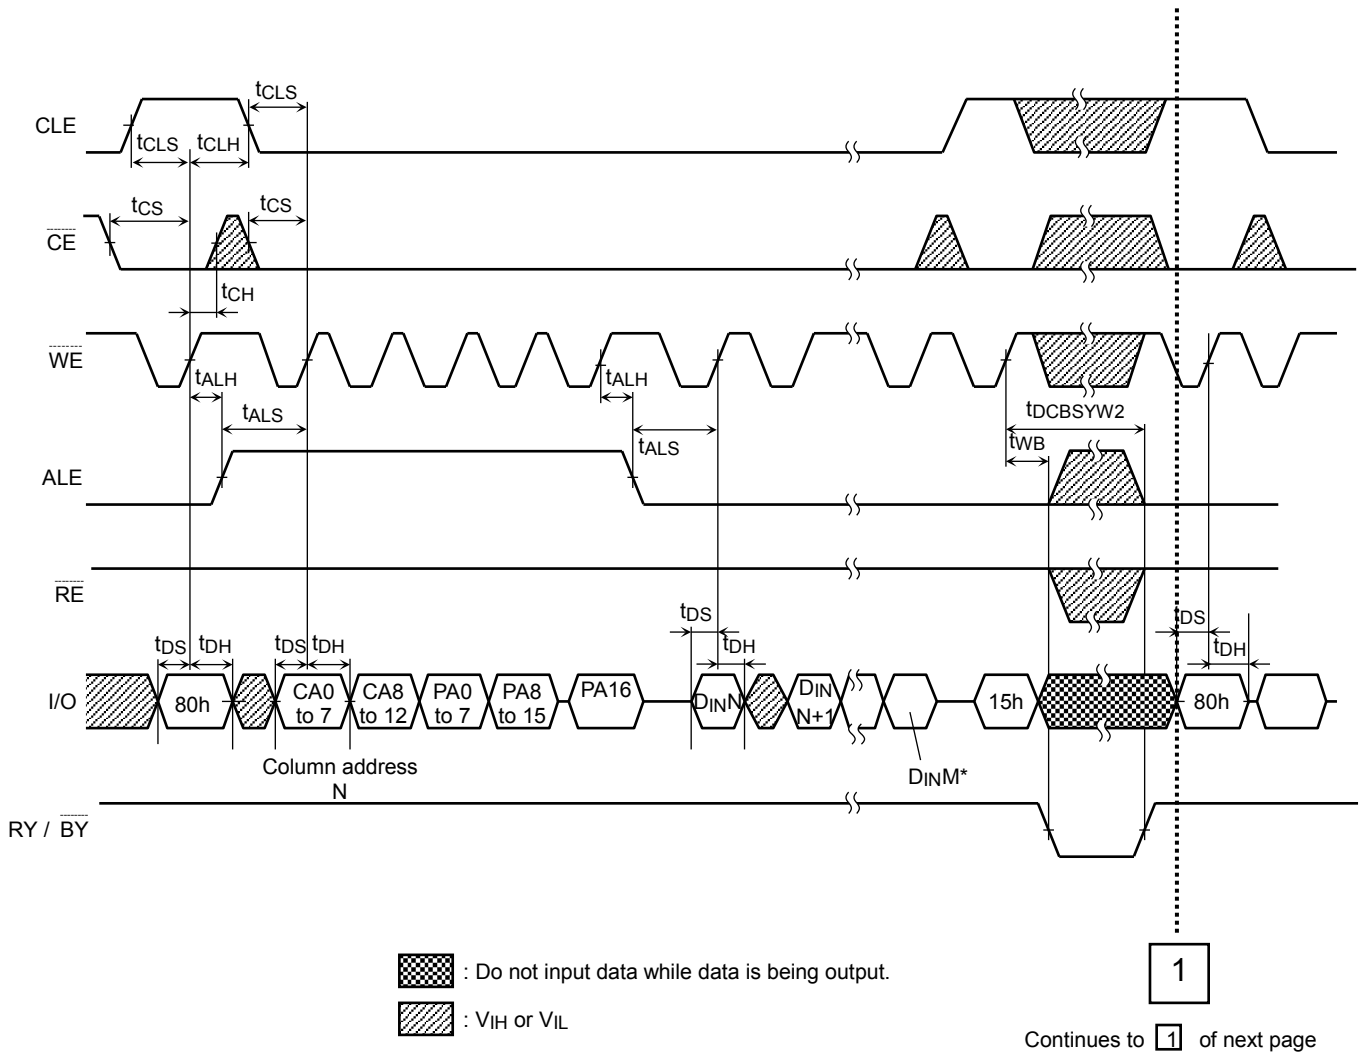 tCLS
CLE
tCLS
tCLH
tCS
tCS
CE
tCH
WE
tALH
tALH
tDCBSYW2
tALS
tALS
tWB
ALE
RE
tDS
tDH
tDS
tDH
tDS
tDH
tDS
tDH
I/O
80h
CA0
to 7
CA8
to 12
PA0
to 7
PA8
to 15
PA16
DINN
DIN
N+1
15h
80h
Column address
N
DINM*
RY / BY
: Do not input data while data is being output.
: VIH or VIL
1
Continues to 1 of next page